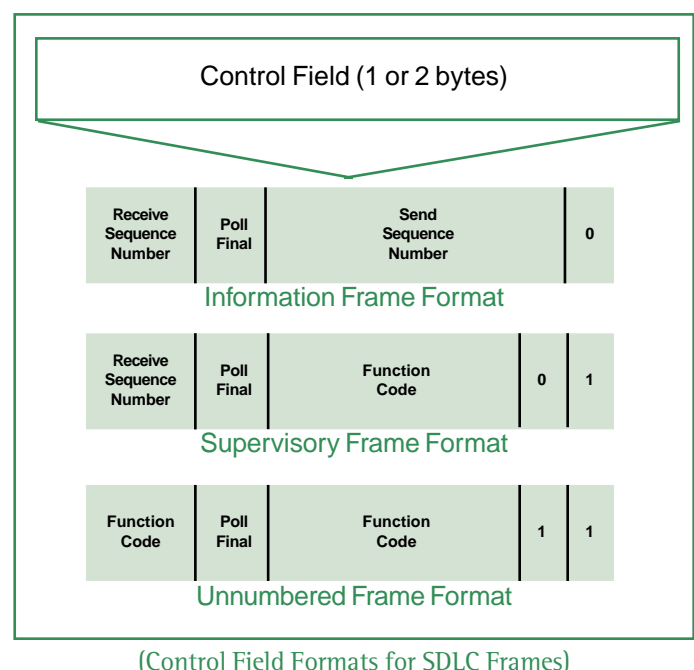 Control Field (1 or 2 bytes)
Receive
Sequence
Number
Poll
Final
Send
Sequence
Number
0
Information Frame Format
Receive
Sequence
Number
Poll
Final
Function
Code
0
1
Supervisory Frame Format
Function
Code
Poll
Final
Function
Code
1
1
Unnumbered Frame Format
(Control Field Formats for SDLC Frames)